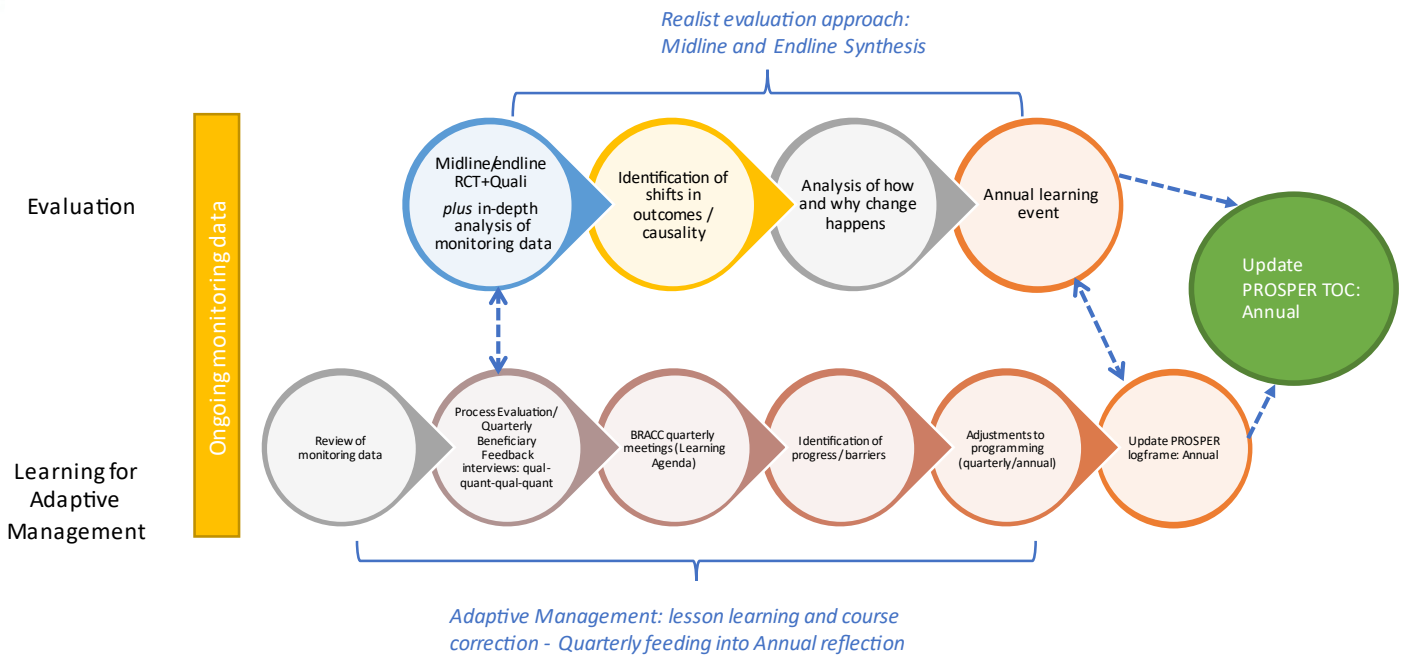 Realist evaluation approach:
Midline and Endline Synthesis
Evaluation
Ongoing monitoring data
Midline/endline
RCT+Quali
plus in-depth
analysis of
monitoring data
Identification of
shifts in
outcomes /
causality
Analysis of how
and why change
happens
Annual learning
event
Update
PROSPER TOC:
Annual
Learning for
Adaptive
Management
Review of
monitoring data
Process Evaluation/
Quarterly
Beneficiary
Feedback
interviews: qual-
quant-qual-quant
BRACC quarterly
meetings (Learning
Agenda)
Identification of
progress / barriers
Adjustments to
programming
(quarterly/annual)
Update PROSPER
logframe: Annual
Adaptive Management: lesson learning and course
correction - Quarterly feeding into Annual reflection